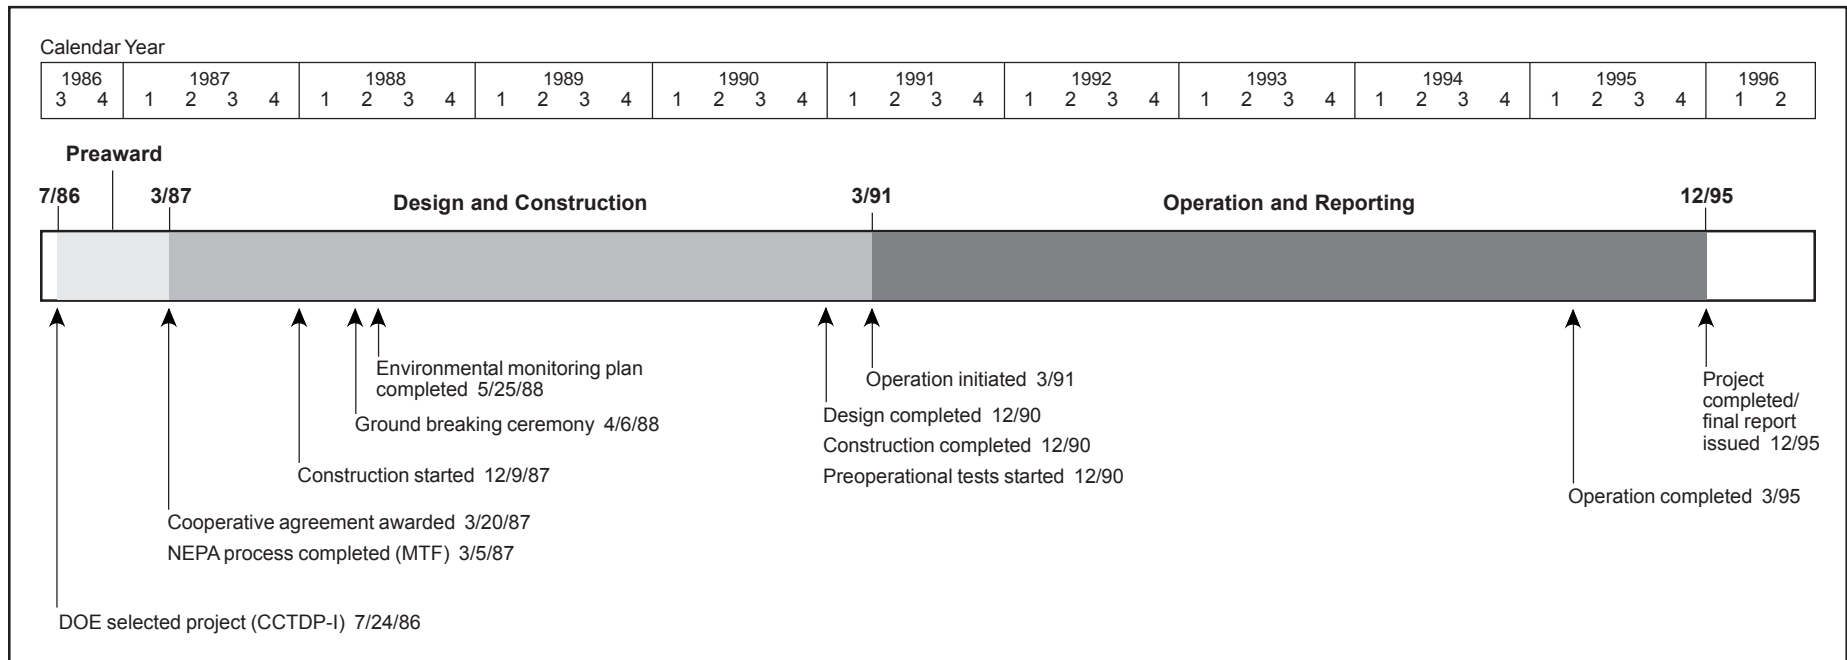 Calendar Year
1986 1987 1988 1989 1990 1991 1992 1993 1994 1995 1996
3 4 1 2 3 4 1 2 3 4 1 2 3 4 1 2 3 4 1 2 3 4 1 2 3 4 1 2 3 4 1 2 3 4 1 2 3 4 1 2
Preaward
7/86 3/87 Design and Construction 3/91 Operation and Reporting 12/95
Environmental monitoring plan
completed 5/25/88
Ground breaking ceremony 4/6/88
Construction started 12/9/87
Cooperative agreement awarded 3/20/87
NEPA process completed (MTF) 3/5/87
DOE selected project (CCTDP-I) 7/24/86
Operation initiated 3/91
Design completed 12/90
Construction completed 12/90
Preoperational tests started 12/90
Project
completed/
final report
issued 12/95
Operation completed 3/95